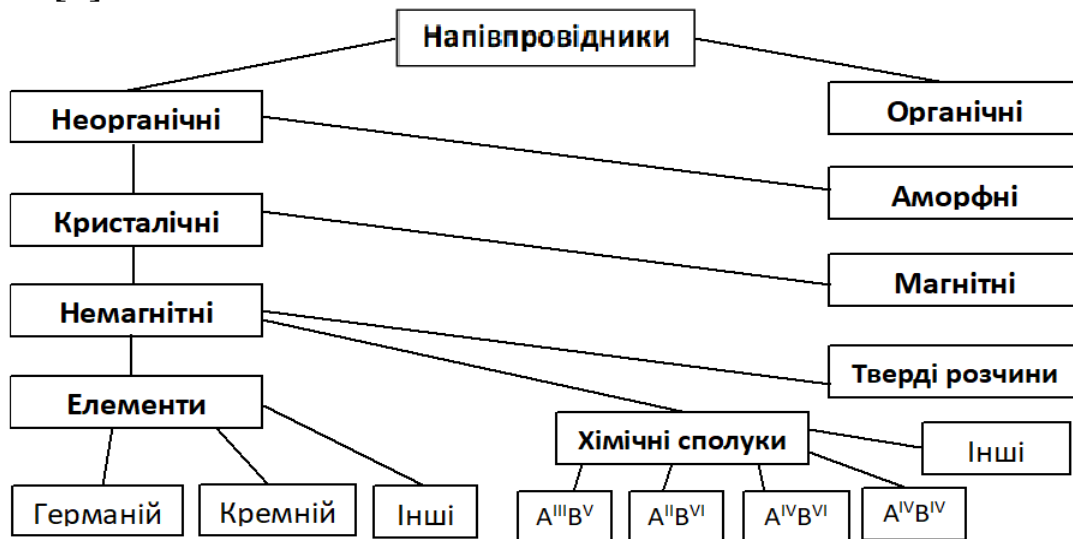 Напівпровідники
Неорганічні
Органічні
Кристалічні
Аморфні
Немагнітні
Магнітні
Елементи
Тверді розчини
Хімічні сполуки
Інші
Германій
Кремній
Інші
AᴵᴵᴵBⱽ
AᴵᴵBⱽᴵ
AᴵⱽBⱽᴵ
AᴵⱽBᴵⱽ